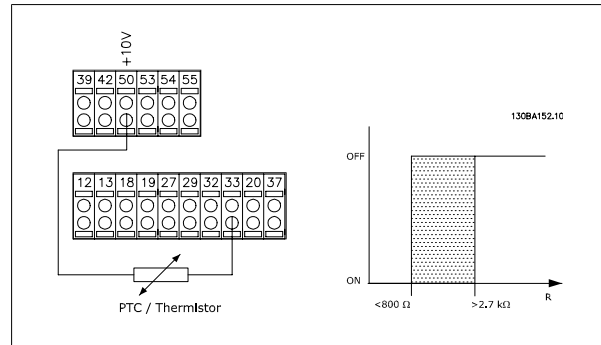 +10V
39 42 50 53 54 55
12 13 18 19 27 29 32 33 20 37
PTC / Thermistor
130BA152.10
OFF
ON
<800 Ω >2.7 kΩ
R